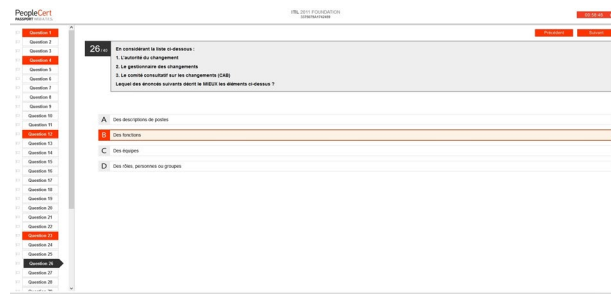 PeopleCert
ITIL 2011 FOUNDATION
Question 1
Question 2
Question 3
Question 4
Question 5
Question 6
Question 7
Question 8
Question 9
Question 10
Question 11
Question 12
Question 13
Question 14
Question 15
Question 16
Question 17
Question 18
Question 19
Question 20
Question 21
Question 22
Question 23
Question 24
Question 25
Question 26
Question 27
Question 28
Précédent
Suivant
26
En considérant la liste ci-dessous :
1. L'autorité du changement
2. Le gestionnaire des changements
3. Le comité consultatif sur les changements (CAB)
Lequel des énoncés suivants décrit le MIEUX les éléments ci-dessus ?
A Des descriptions de postes
B Des fonctions
C Des équipes
D Des rôles, personnes ou groupes